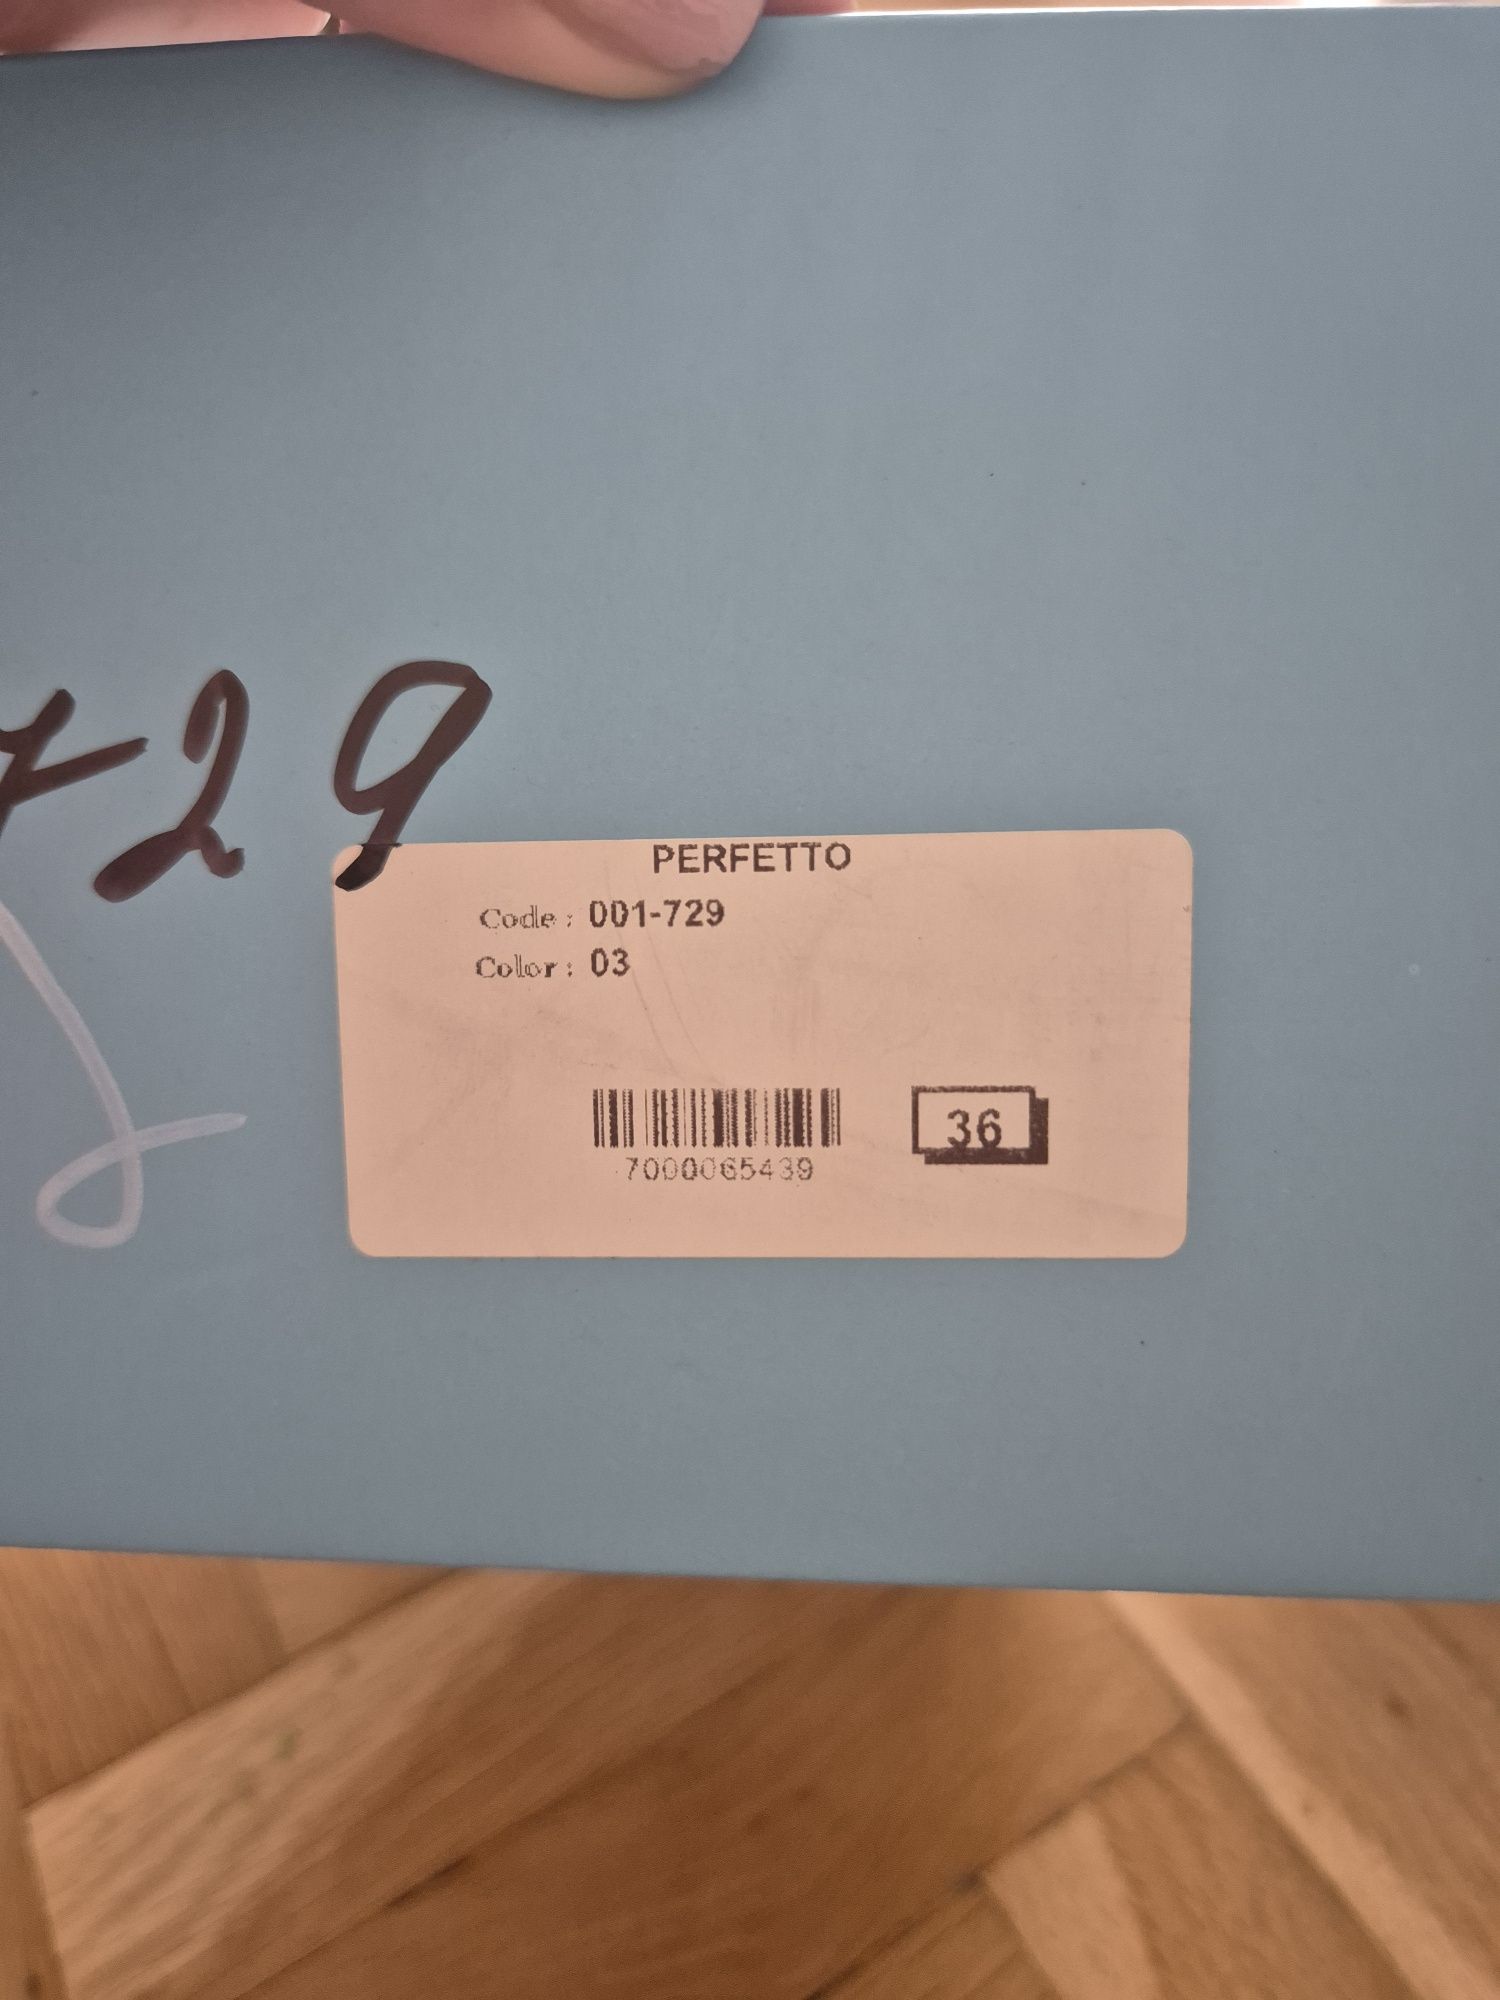 729
PERFETTO
Code : 001-729
Color : 03
36
7000065439